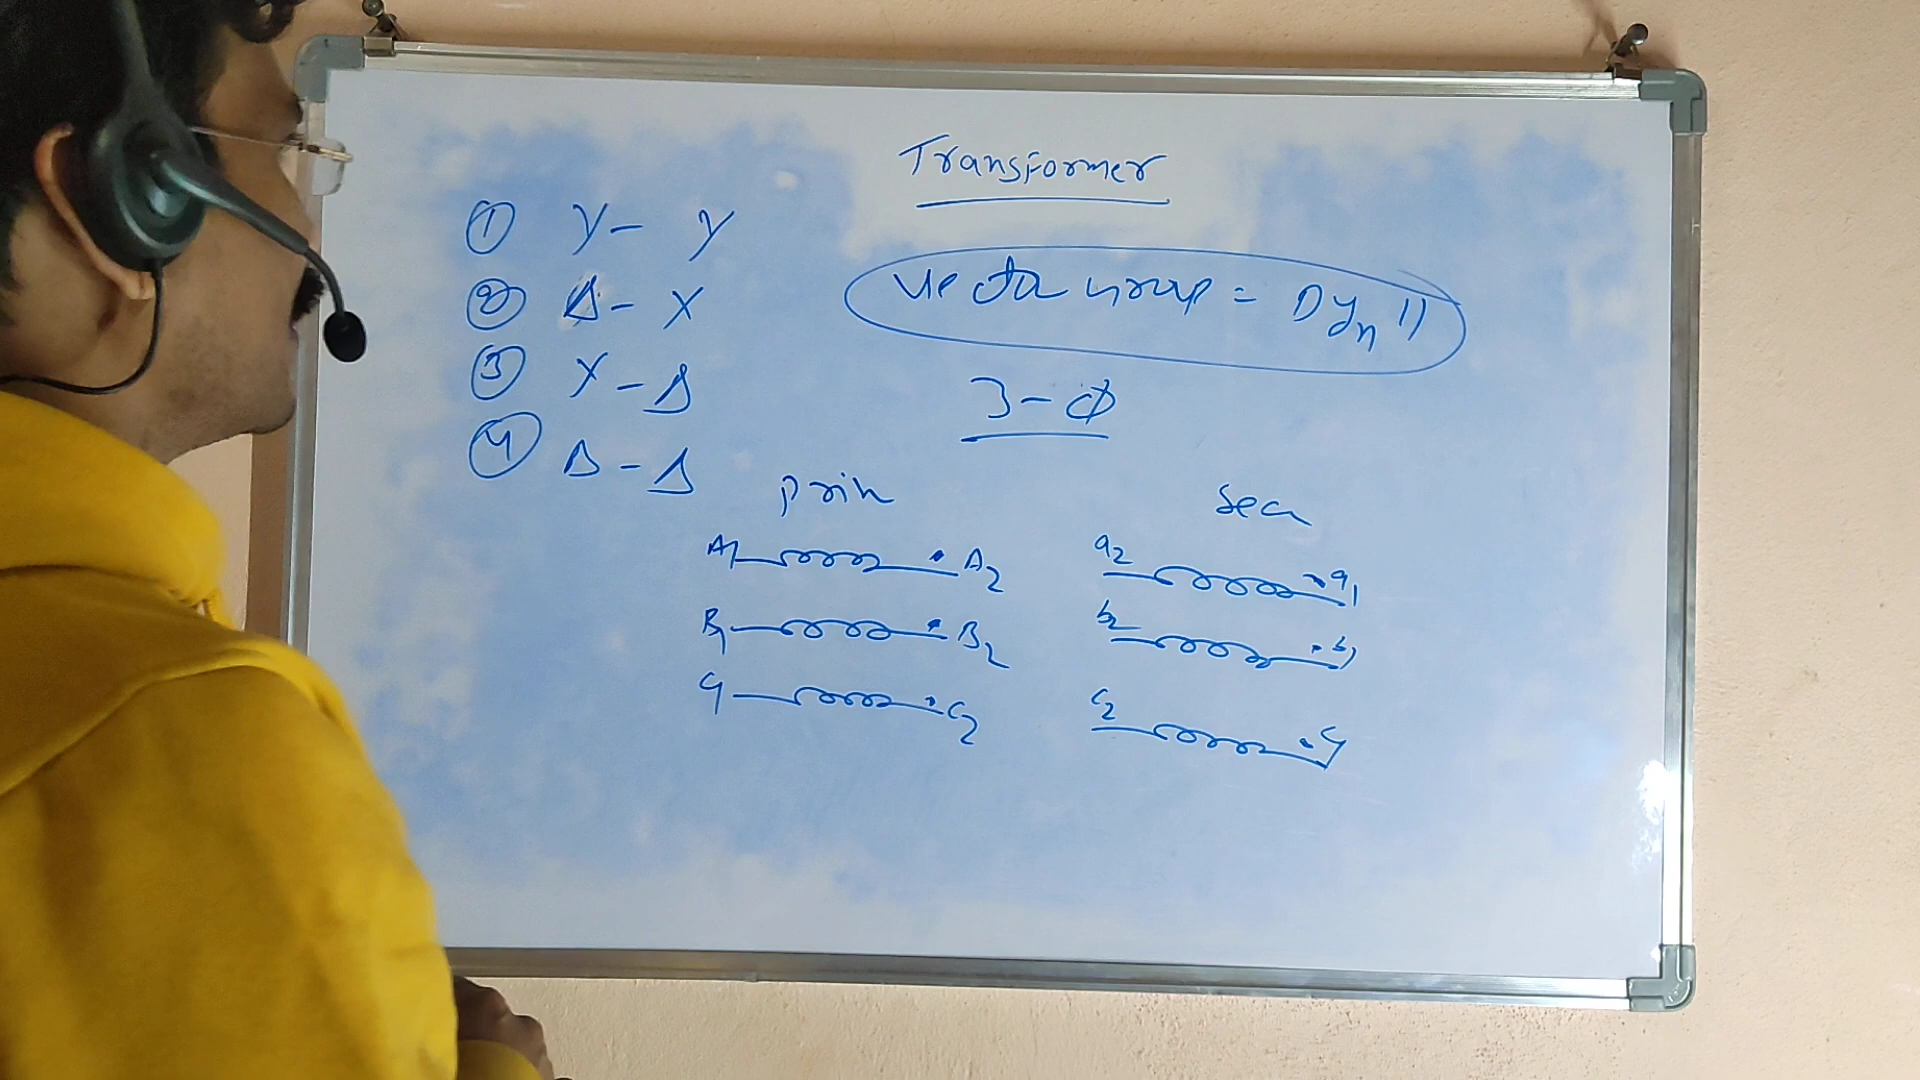 Transformer
① Y - Y
② Δ - Y
③ Y - Δ
④ Δ - Δ
vector group = Dyn11
3-Φ
prim secn
A1 A2 a2 a1
B1 B2 b2 b1
C1 C2 c2 c1